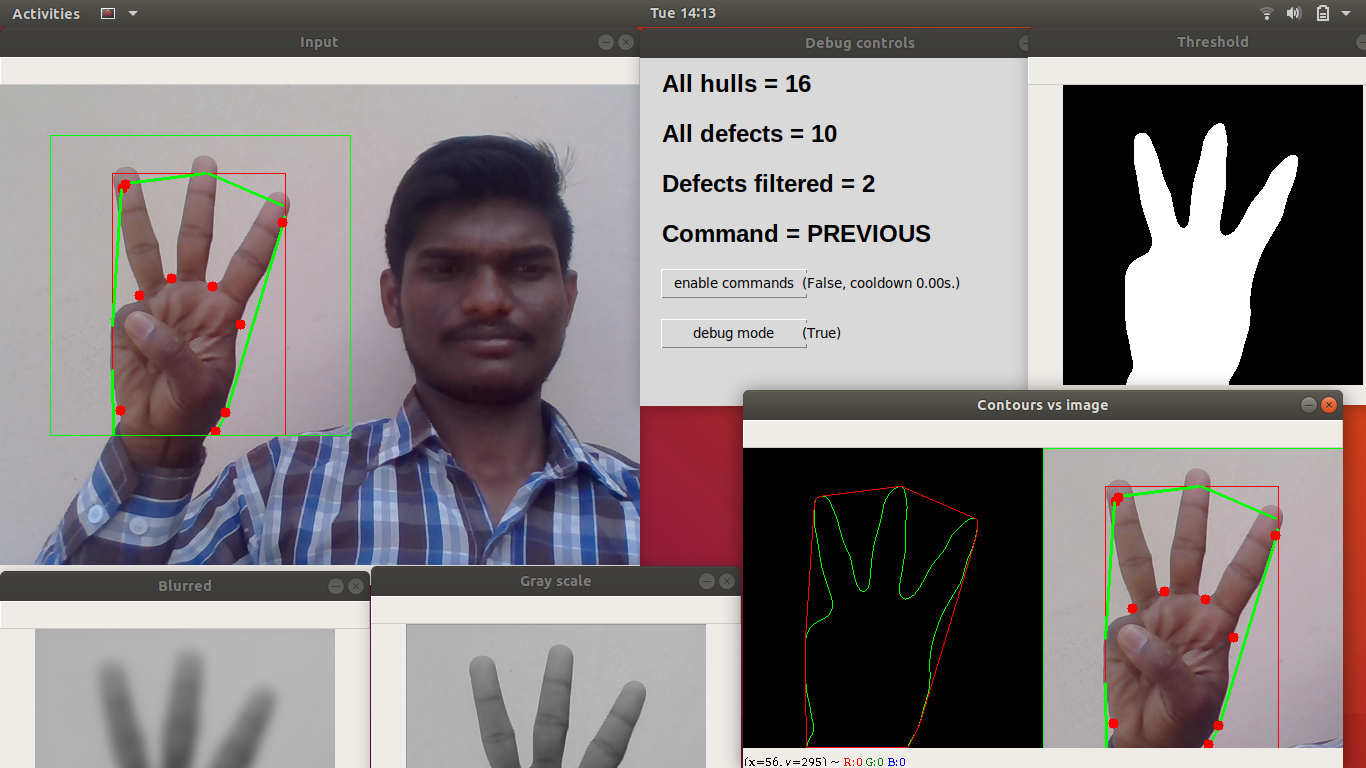 Activities
Tue 14:13
Input
Debug controls
Threshold
All hulls = 16
All defects = 10
Defects filtered = 2
Command = PREVIOUS
enable commands (False, cooldown 0.00s.)
debug mode (True)
Contours vs image
Blurred
Gray scale
(x=56, y=295) ~ R:0 G:0 B:0